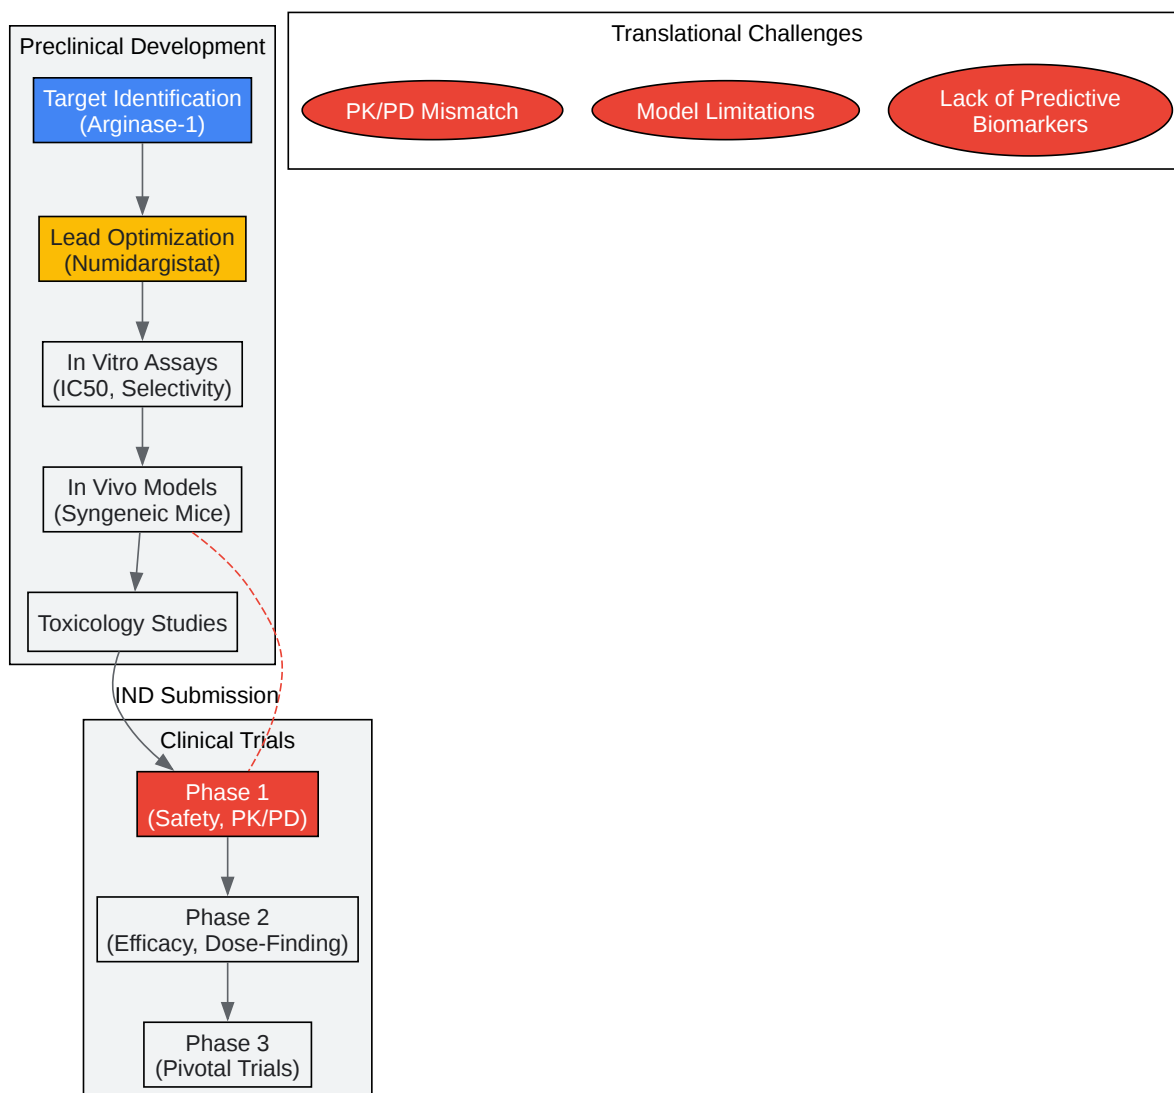 Preclinical Development
Target Identification
(Arginase-1)
Lead Optimization
(Numidargistat)
In Vitro Assays
(IC50, Selectivity)
In Vivo Models
(Syngeneic Mice)
Toxicology Studies
IND Submission
Clinical Trials
Phase 1
(Safety, PK/PD)
Phase 2
(Efficacy, Dose-Finding)
Phase 3
(Pivotal Trials)
Translational Challenges
PK/PD Mismatch
Model Limitations
Lack of Predictive
Biomarkers